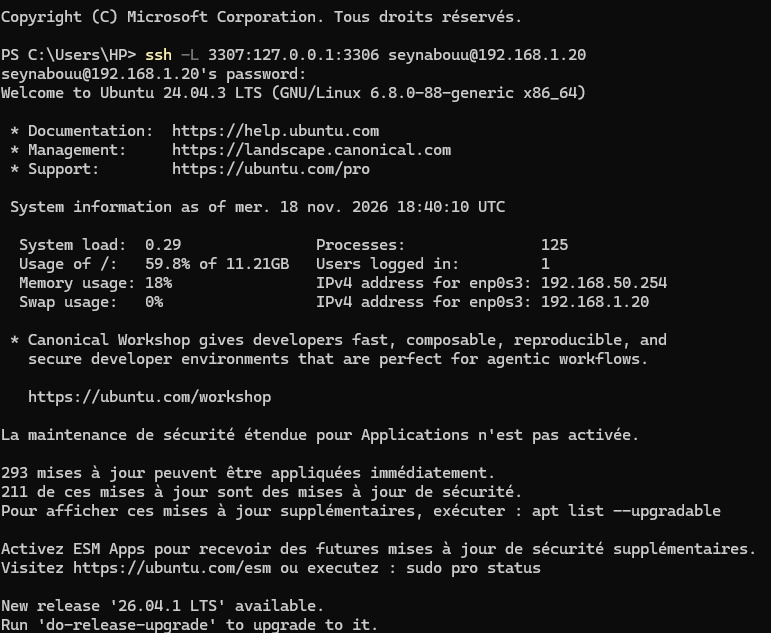 Copyright (C) Microsoft Corporation. Tous droits réservés.
PS C:\Users\HP> ssh -L 3307:127.0.0.1:3306 seynabouu@192.168.1.20
seynabouu@192.168.1.20's password:
Welcome to Ubuntu 24.04.3 LTS (GNU/Linux 6.8.0-88-generic x86_64)
* Documentation:  https://help.ubuntu.com
* Management:     https://landscape.canonical.com
* Support:        https://ubuntu.com/pro
System information as of mer. 18 nov. 2026 18:40:10 UTC
System load:  0.29               Processes:               125
Usage of /:   59.8% of 11.21GB   Users logged in:         1
Memory usage: 18%                IPv4 address for enp0s3: 192.168.50.254
Swap usage:   0%                 IPv4 address for enp0s3: 192.168.1.20
* Canonical Workshop gives developers fast, composable, reproducible, and
secure developer environments that are perfect for agentic workflows.
https://ubuntu.com/workshop
La maintenance de sécurité étendue pour Applications n'est pas activée.
293 mises à jour peuvent être appliquées immédiatement.
211 de ces mises à jour sont des mises à jour de sécurité.
Pour afficher ces mises à jour supplémentaires, exécuter : apt list --upgradable
Activez ESM Apps pour recevoir des futures mises à jour de sécurité supplémentaires.
Visitez https://ubuntu.com/esm ou executez : sudo pro status
New release '26.04.1 LTS' available.
Run 'do-release-upgrade' to upgrade to it.